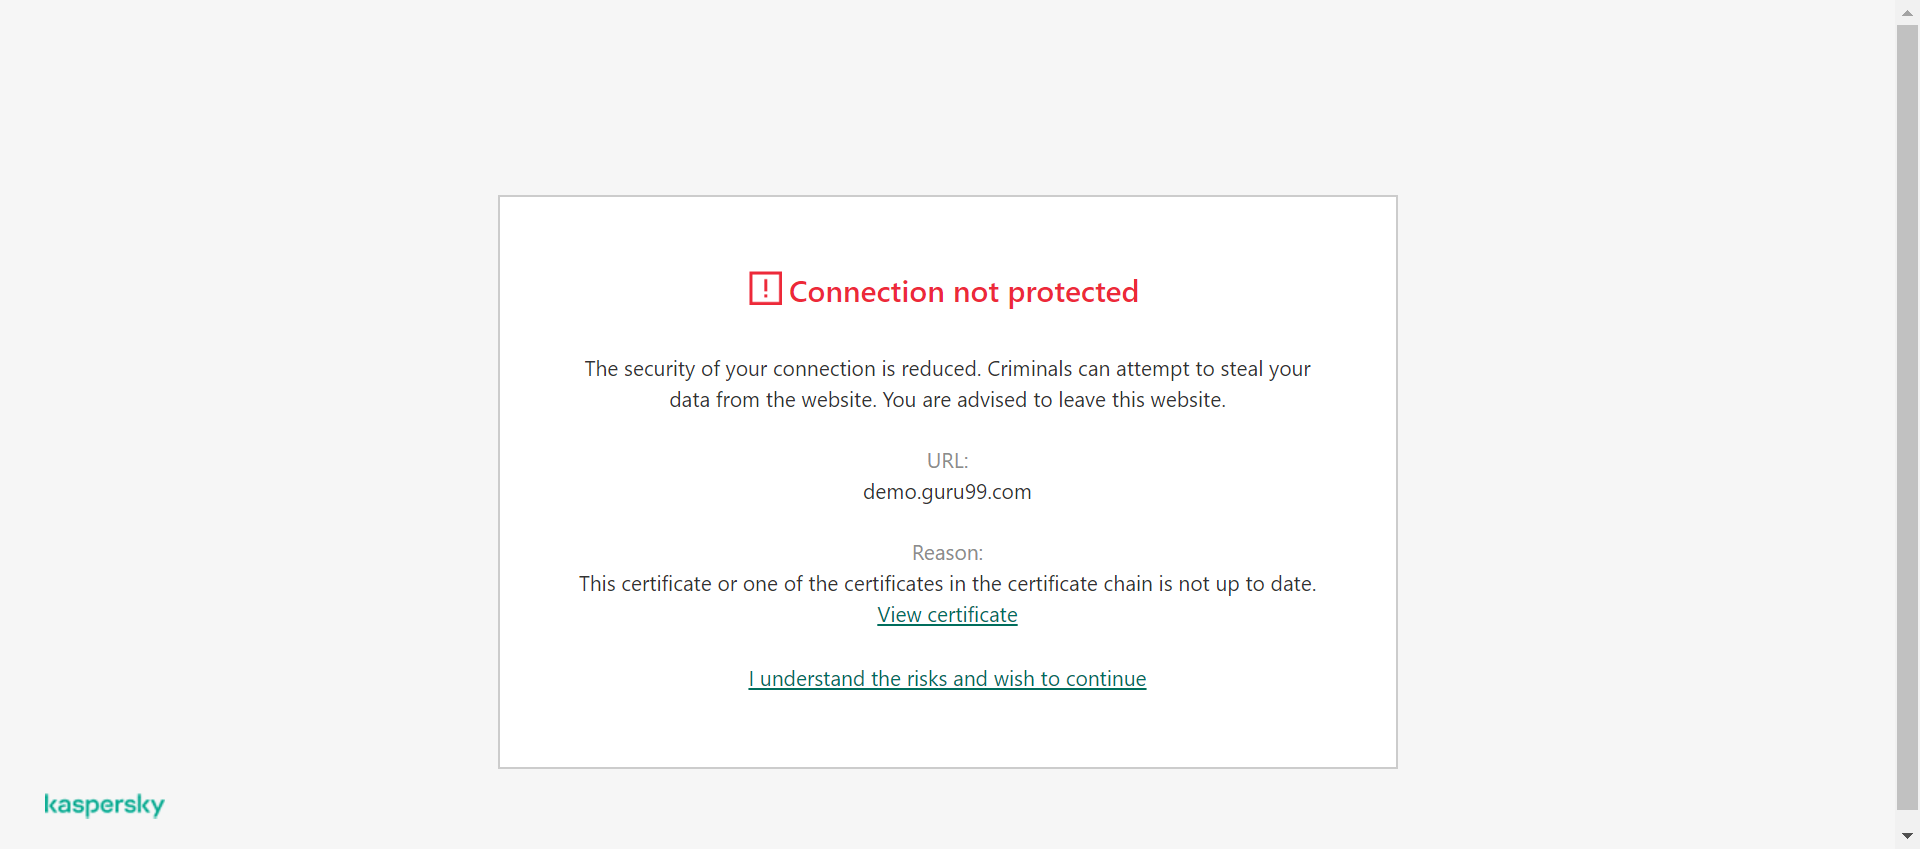 Connection not protected
The security of your connection is reduced. Criminals can attempt to steal your
data from the website. You are advised to leave this website.
URL:
demo.guru99.com
Reason:
This certificate or one of the certificates in the certificate chain is not up to date.
View certificate
I understand the risks and wish to continue
kaspersky